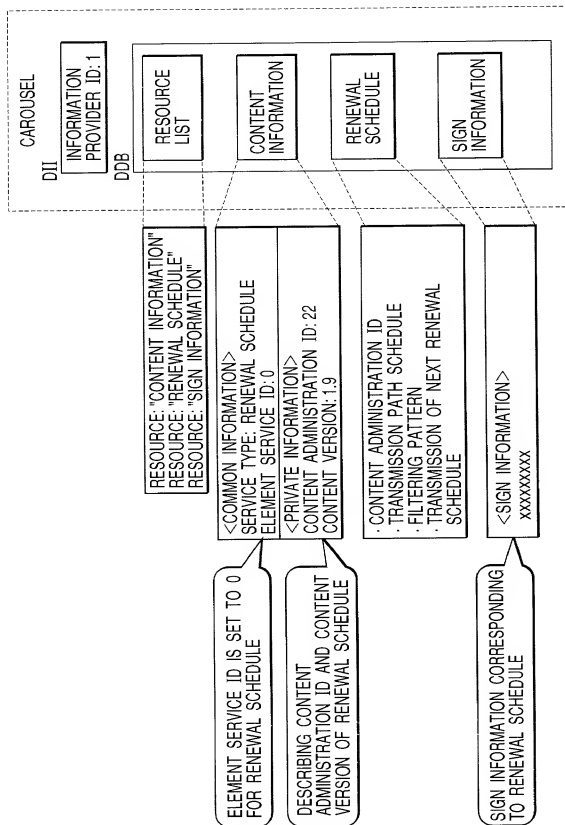 CAROUSEL
DII
INFORMATION
PROVIDER ID: 1
DDB
RESOURCE
LIST
CONTENT
INFORMATION
RENEWAL
SCHEDULE
SIGN
INFORMATION
RESOURCE: "CONTENT INFORMATION"
RESOURCE: "RENEWAL SCHEDULE"
RESOURCE: "SIGN INFORMATION"
<COMMON INFORMATION>
SERVICE TYPE: RENEWAL SCHEDULE
ELEMENT SERVICE ID: 0
<PRIVATE INFORMATION>
CONTENT ADMINISTRATION ID: 22
CONTENT VERSION: 1.9
· CONTENT ADMINISTRATION ID
· TRANSMISSION PATH SCHEDULE
· FILTERING PATTERN
· TRANSMISSION OF NEXT RENEWAL
SCHEDULE
<SIGN INFORMATION>
XXXXXXXXXX
ELEMENT SERVICE ID IS SET TO 0
FOR RENEWAL SCHEDULE
DESCRIBING CONTENT
ADMINISTRATION ID AND CONTENT
VERSION OF RENEWAL SCHEDULE
SIGN INFORMATION CORRESPONDING
TO RENEWAL SCHEDULE